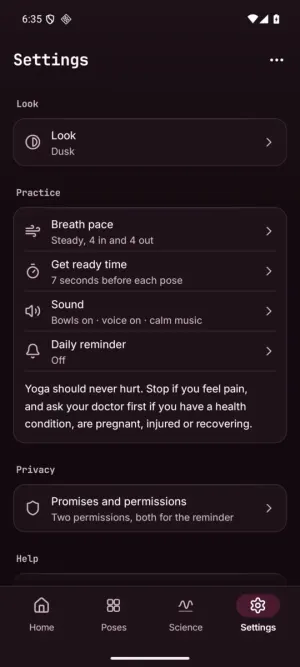 6:35
Settings
Look
Look
Dusk
Practice
Breath pace
Steady, 4 in and 4 out
Get ready time
7 seconds before each pose
Sound
Bowls on · voice on · calm music
Daily reminder
Off
Yoga should never hurt. Stop if you feel pain,
and ask your doctor first if you have a health
condition, are pregnant, injured or recovering.
Privacy
Promises and permissions
Two permissions, both for the reminder
Help
Home
Poses
Science
Settings